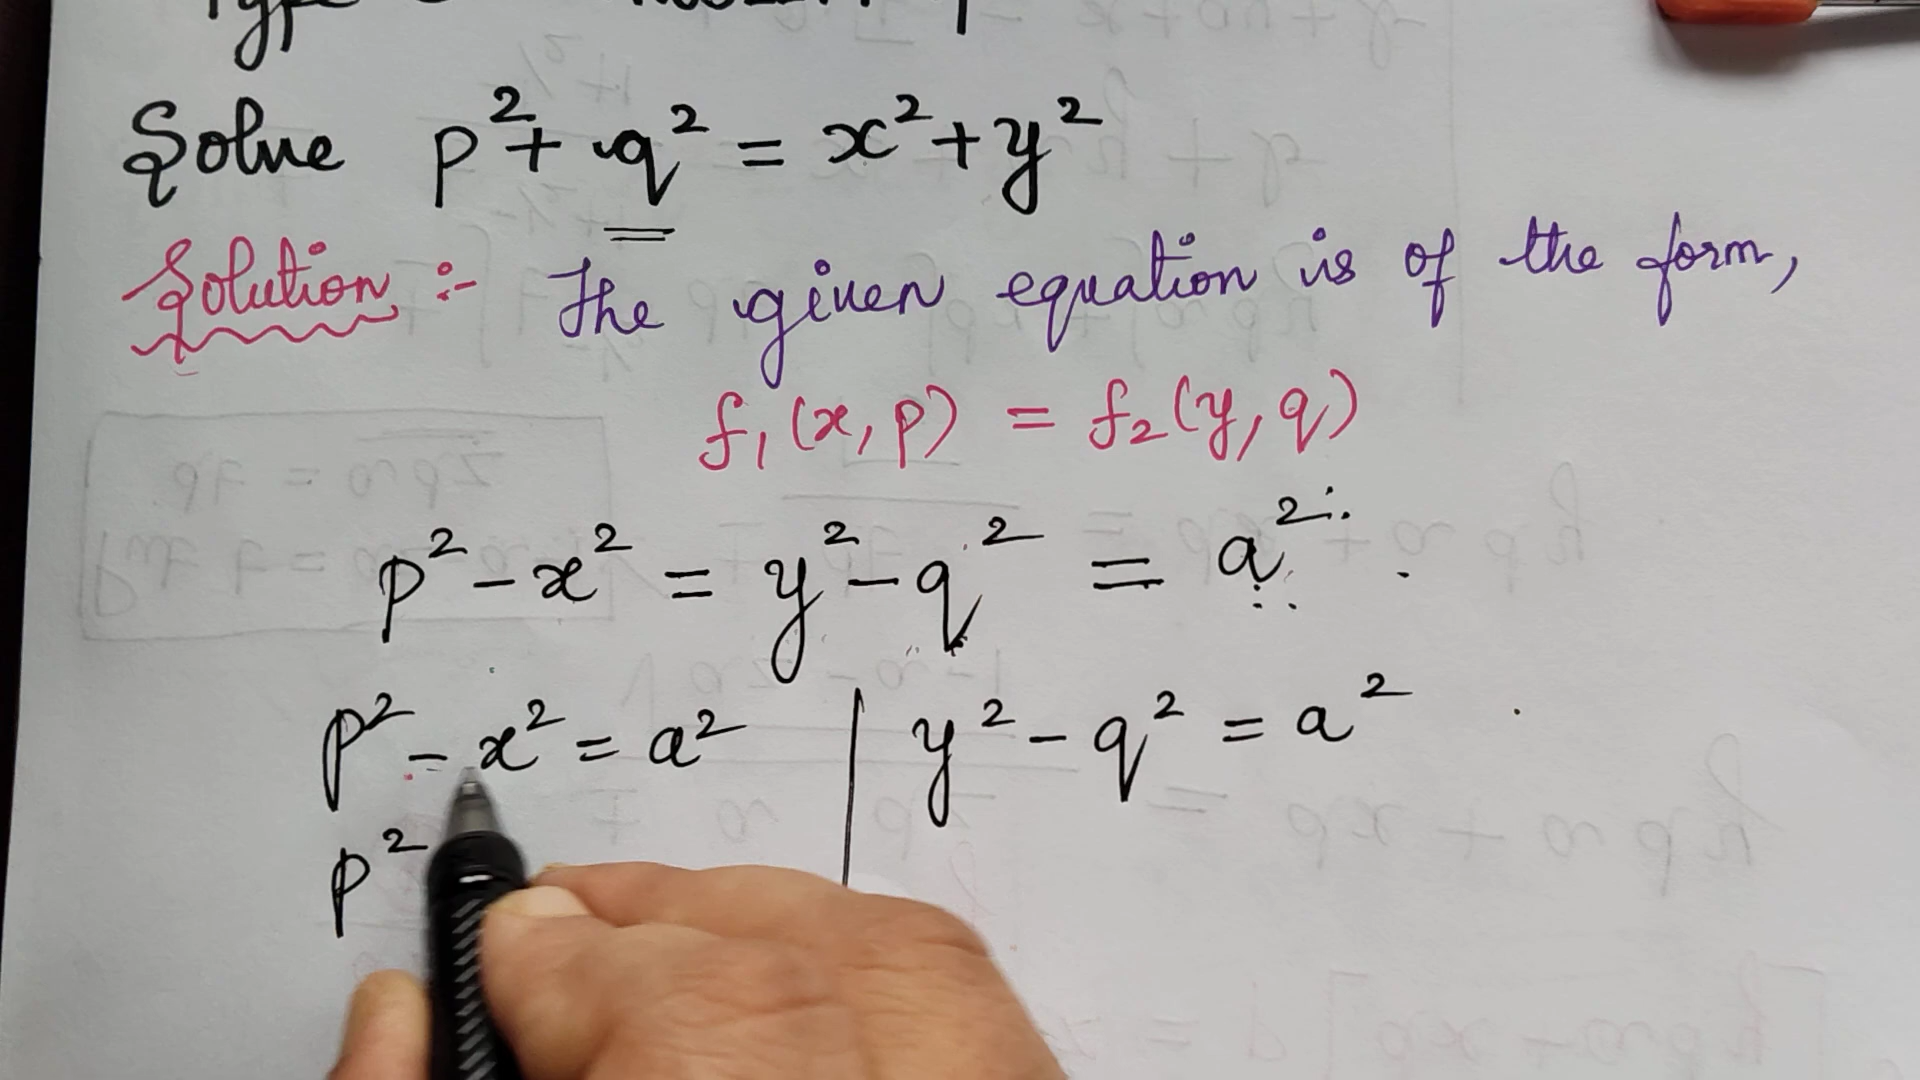 Type
Solve p² + q² = x² + y²
Solution :- The given equation is of the form,
f₁(x, p) = f₂(y, q)
p² - x² = y² - q² = a²
p² - x² = a² | y² - q² = a²
p²